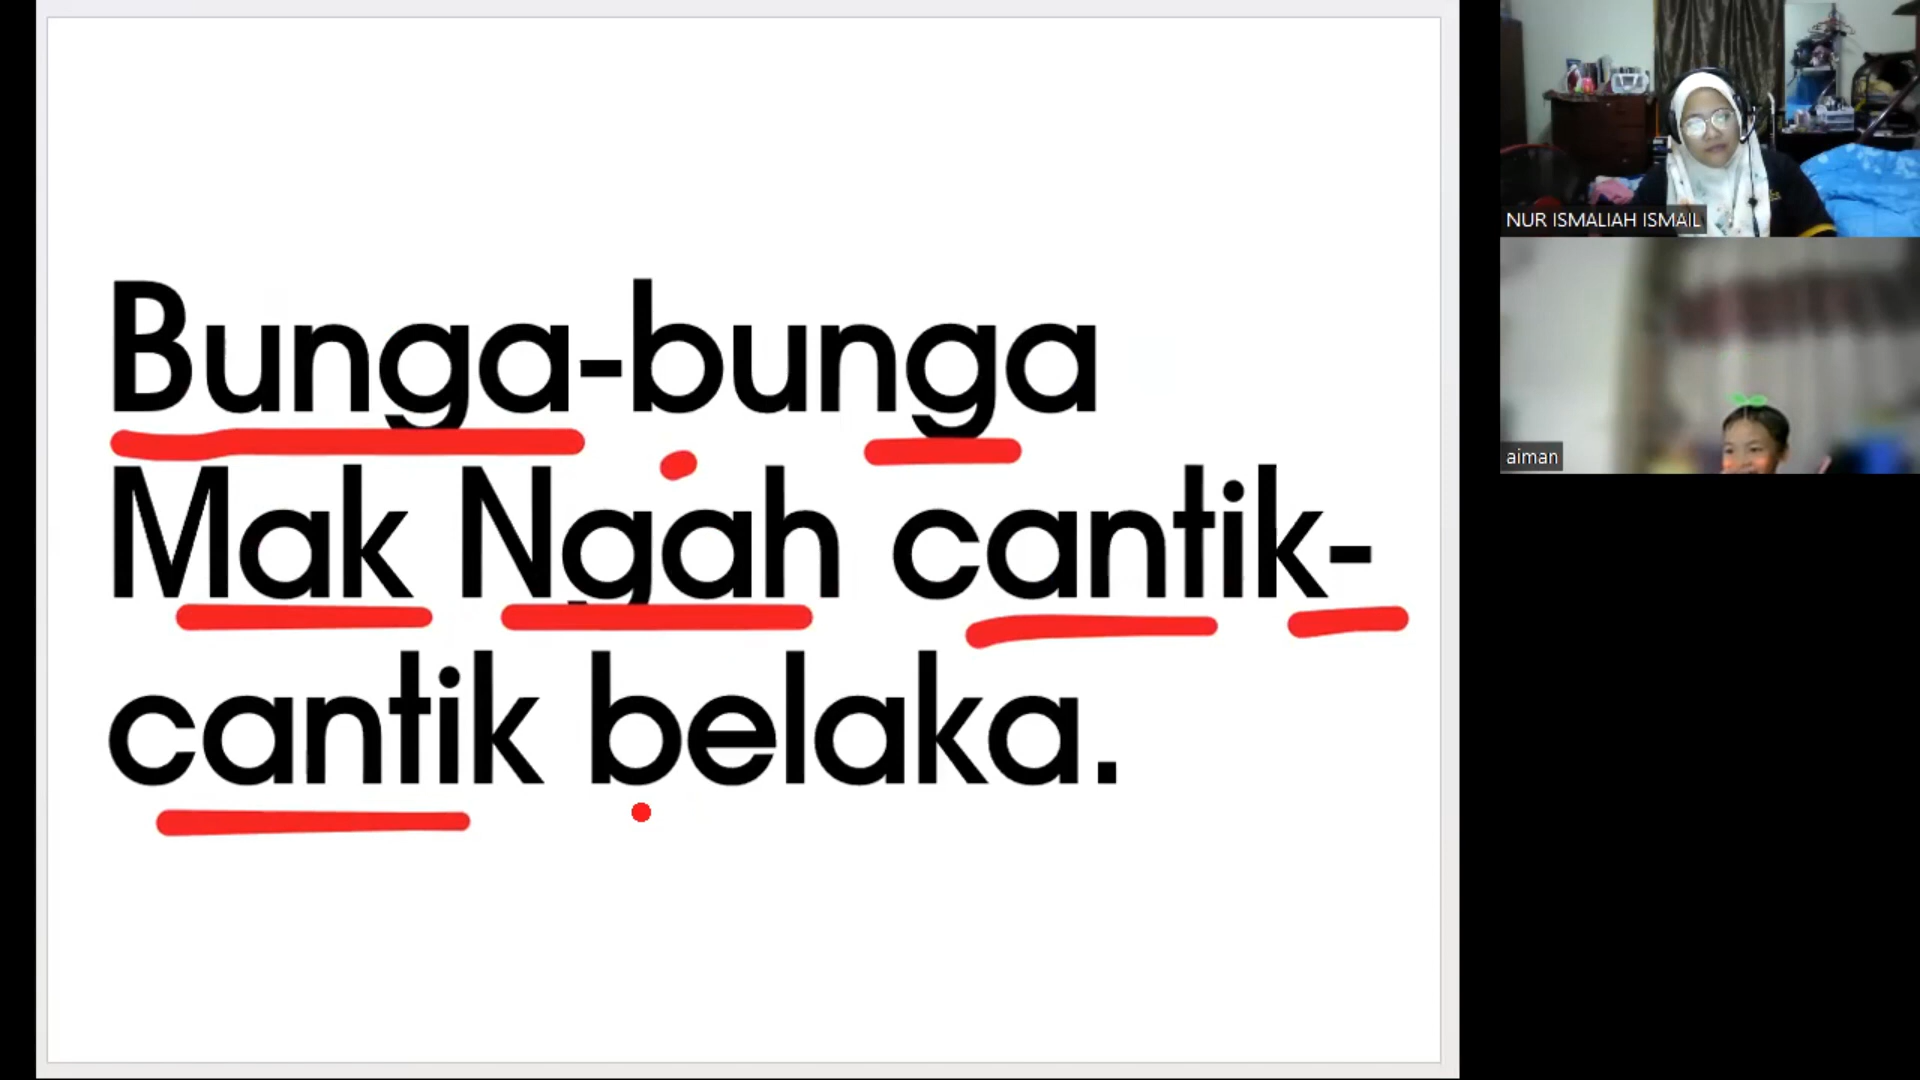 Bunga-bunga
Mak Ngah cantik-
cantik belaka.
NUR ISMALIAH ISMAIL
aiman